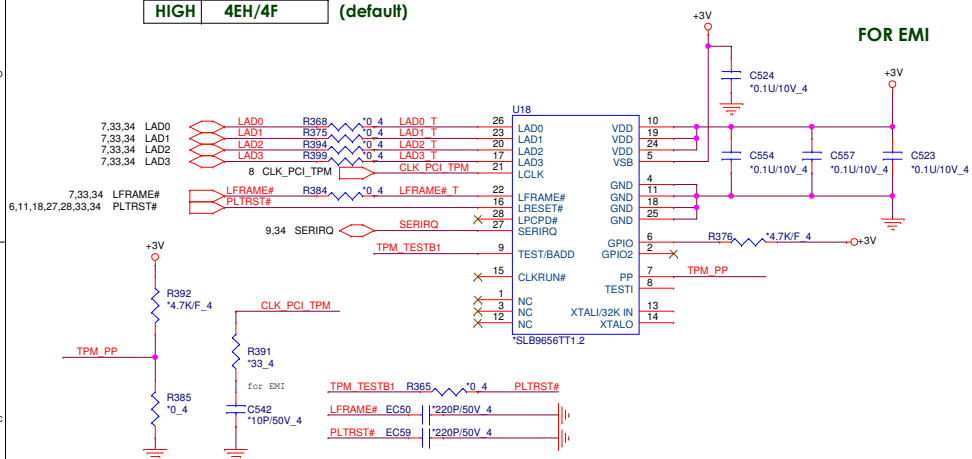 HIGH 4EH/4F (default)
+3V
FOR EMI
C524
*0.1U/10V_4
+3V
U18
7,33,34 LAD0 LAD0 R368 *0_4 LAD0_T 26 LAD0 VDD 10
7,33,34 LAD1 LAD1 R375 *0_4 LAD1_T 23 LAD1 VDD 19
7,33,34 LAD2 LAD2 R394 *0_4 LAD2_T 20 LAD2 VDD 24
7,33,34 LAD3 LAD3 R399 *0_4 LAD3_T 17 LAD3 VSB 5
8 CLK_PCI_TPM CLK_PCI_TPM 21 LCLK
C554 C557 C523
*0.1U/10V_4 *0.1U/10V_4 *0.1U/10V_4
GND 4
7,33,34 LFRAME# LFRAME# R384 *0_4 LFRAME#_T 22 LFRAME# GND 11
6,11,18,27,28,33,34 PLTRST# PLTRST# 16 LRESET# GND 18
28 LPCPD# GND 25
9,34 SERIRQ SERIRQ 27 SERIRQ
GPIO 6 R376 *4.7K/F_4 +3V
TPM_TESTB1 9 TEST/BADD GPIO2 2
15 CLKRUN# PP 7 TPM_PP
TESTI 8
1 NC
3 NC XTALI/32K IN 13
12 NC XTALO 14
*SLB9656TT1.2
+3V
R392
*4.7K/F_4
CLK_PCI_TPM
TPM_PP
R391
*33_4
for EMI
R385
*0_4
C542
*10P/50V_4
TPM_TESTB1 R365 *0_4 PLTRST#
LFRAME# EC50 *220P/50V_4
PLTRST# EC59 *220P/50V_4
C